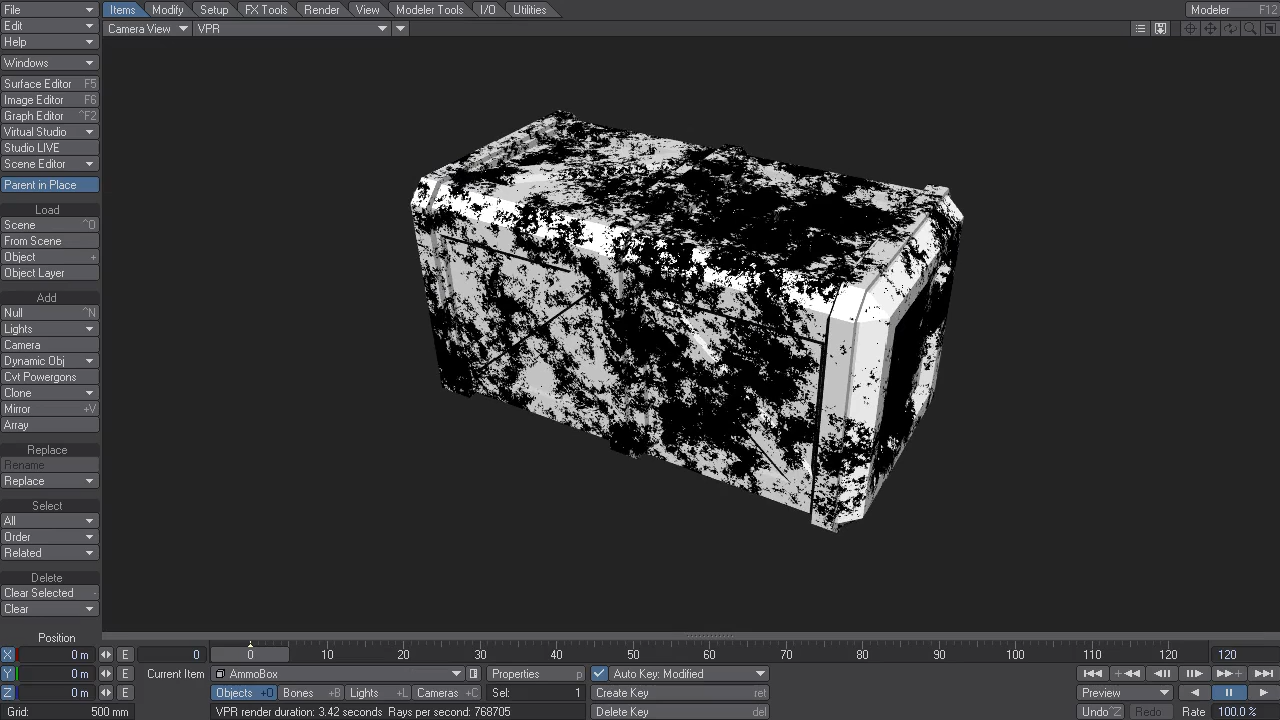 File
Edit
Help
Windows
Surface Editor F5
Image Editor F6
Graph Editor ^F2
Virtual Studio
Studio LIVE
Scene Editor
Parent in Place
Load
Scene ^O
From Scene
Object +
Object Layer
Add
Null ^N
Lights
Camera
Dynamic Obj
Cvt Powergons
Clone
Mirror +V
Array
Replace
Rename
Replace
Select
All
Order
Related
Delete
Clear Selected -
Clear
Items Modify Setup FX Tools Render View Modeler Tools I/O Utilities Modeler F12
Camera View VPR
Position
X 0 m E
Y 0 m E
Z 0 m E
Grid: 500 mm
0 0 10 20 30 40 50 60 70 80 90 100 110 120 120
Current Item AmmoBox Properties p Auto Key: Modified
Objects +O Bones +B Lights +L Cameras +C Sel: 1 Create Key ret Preview
VPR render duration: 3.42 seconds Rays per second: 768705 Delete Key del Undo ^Z Redo Rate 100.0 %